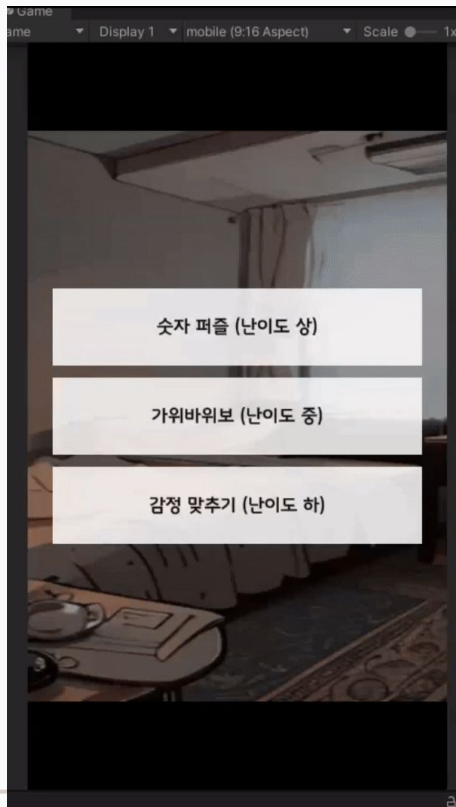 Game
Display 1 mobile (9:16 Aspect) Scale 1x
숫자 퍼즐 (난이도 상)
가위바위보 (난이도 중)
감정 맞추기 (난이도 하)